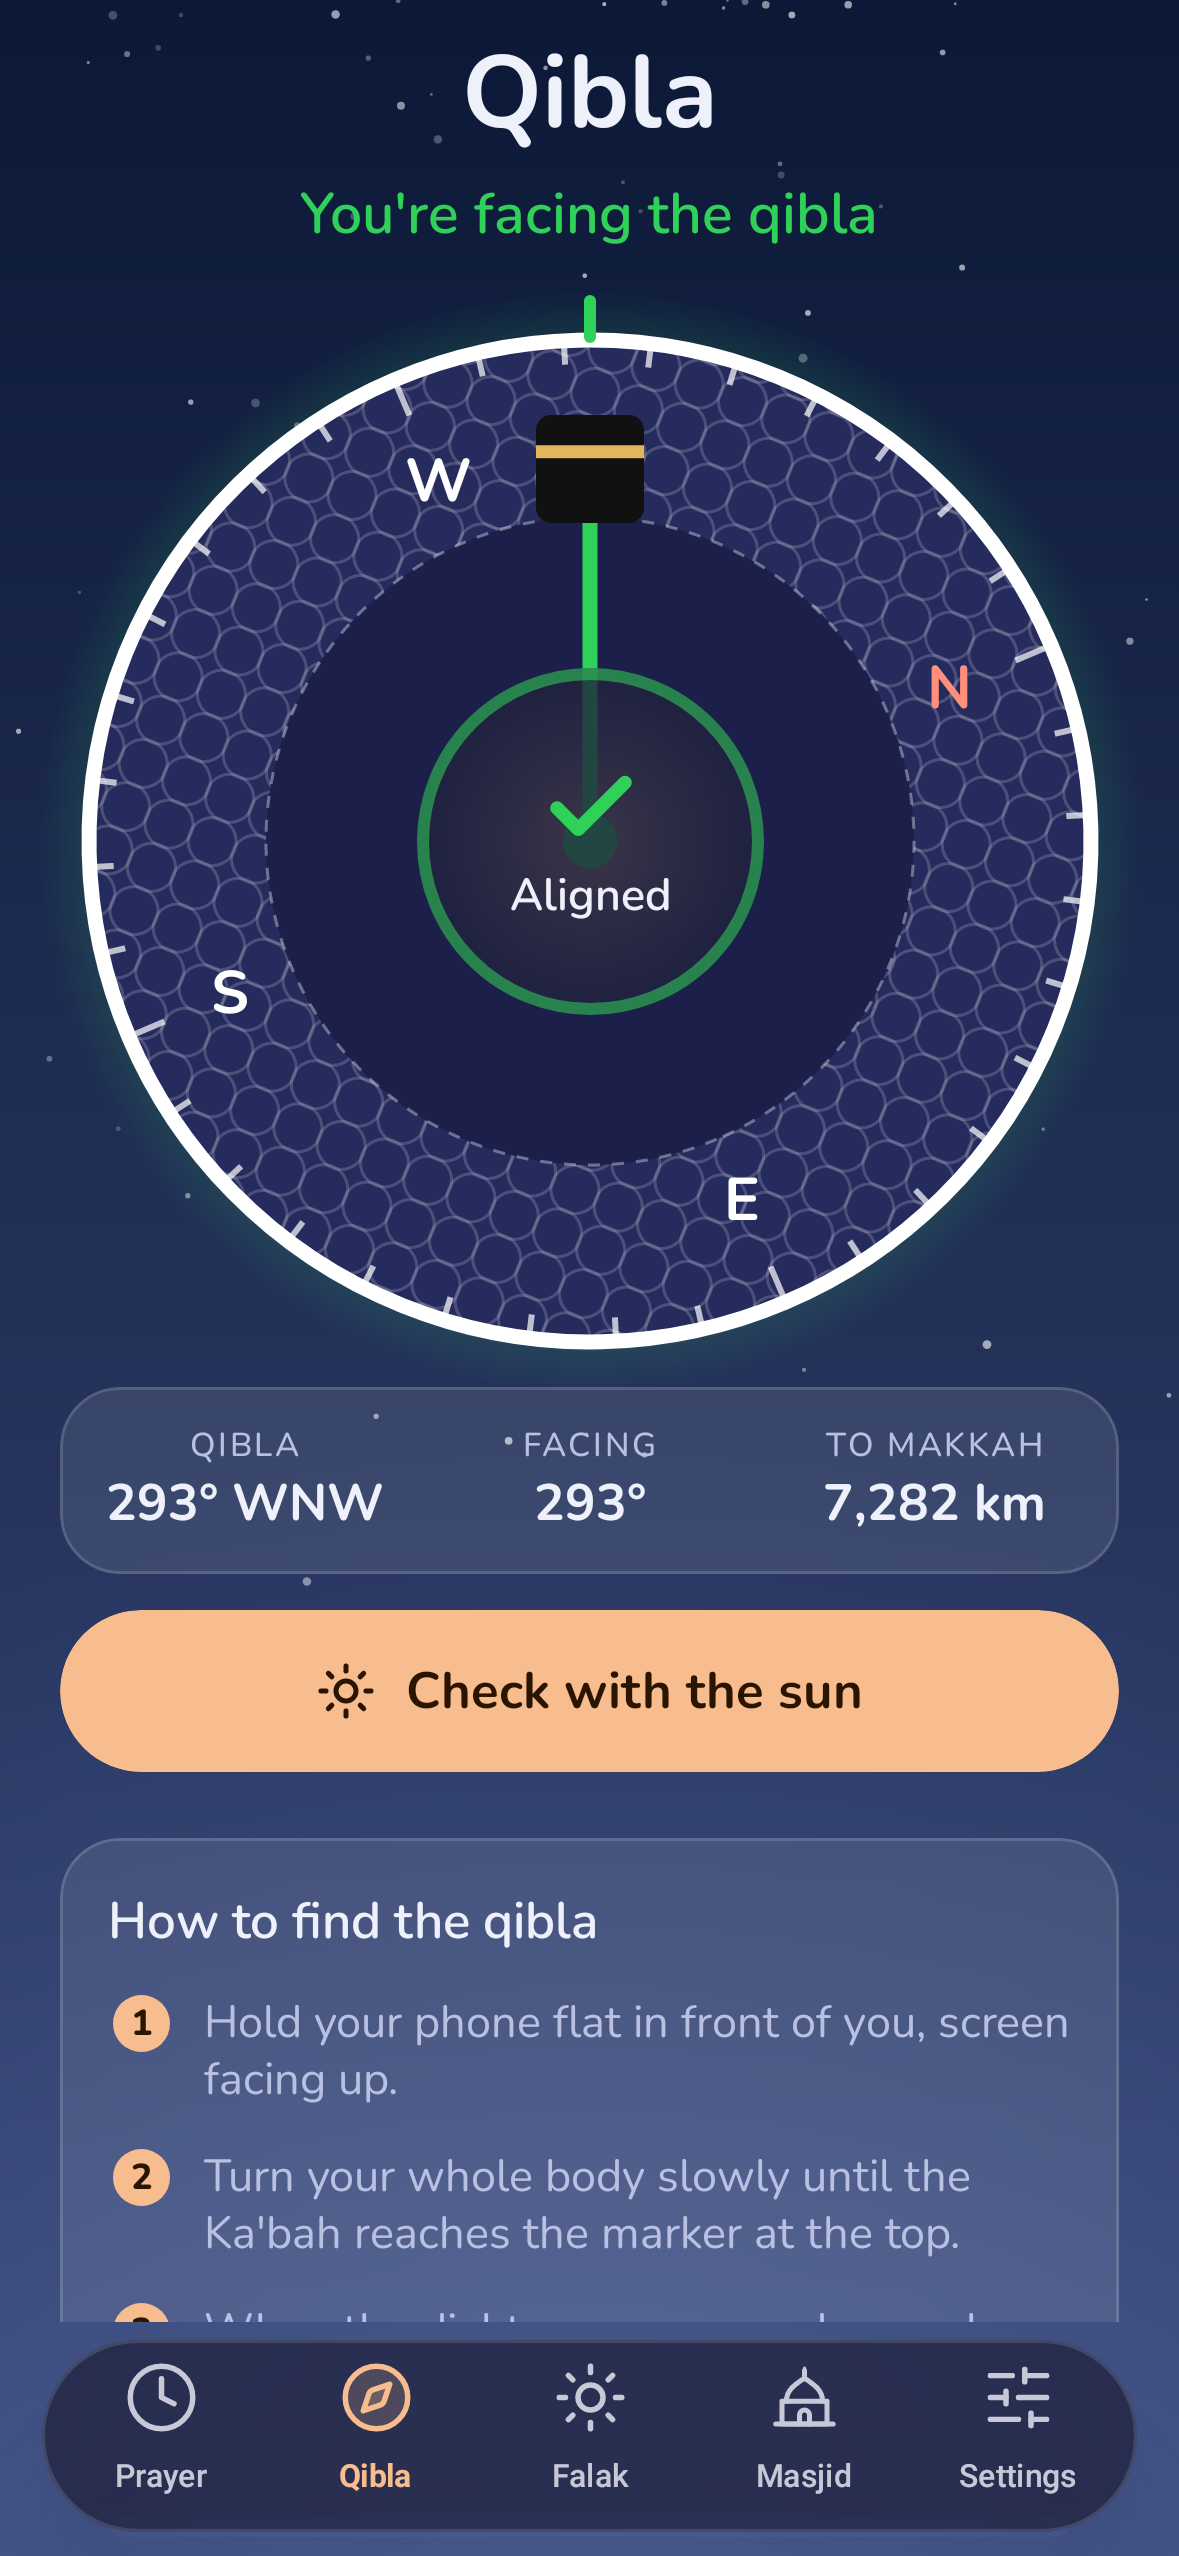 Qibla
You're facing the qibla
W
N
Aligned
S
E
QIBLA
FACING
TO MAKKAH
293° WNW
293°
7,282 km
Check with the sun
How to find the qibla
1
Hold your phone flat in front of you, screen
facing up.
2
Turn your whole body slowly until the
Ka'bah reaches the marker at the top.
Prayer
Qibla
Falak
Masjid
Settings